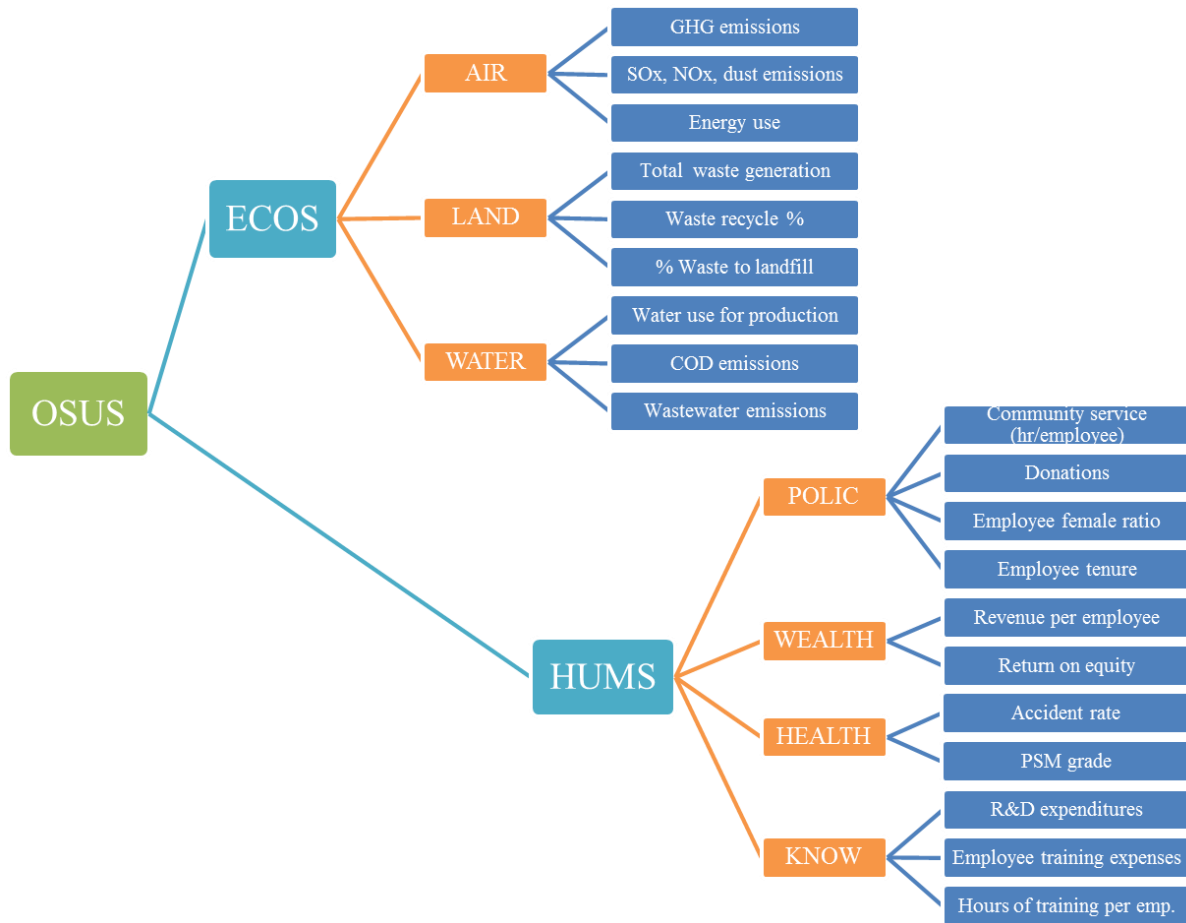 OSUS
ECOS
AIR
GHG emissions
SOx, NOx, dust emissions
Energy use
LAND
Total waste generation
Waste recycle %
% Waste to landfill
WATER
Water use for production
COD emissions
Wastewater emissions
HUMS
POLIC
Community service
(hr/employee)
Donations
Employee female ratio
Employee tenure
WEALTH
Revenue per employee
Return on equity
HEALTH
Accident rate
PSM grade
KNOW
R&D expenditures
Employee training expenses
Hours of training per emp.